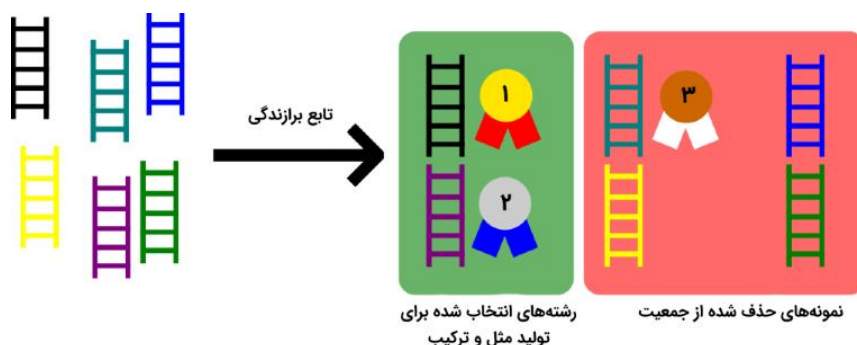 تابع برازندگی
۱
۲
۳
رشته‌های انتخاب شده برای
تولید مثل و ترکیب
نمونه‌های حذف شده از جمعیت